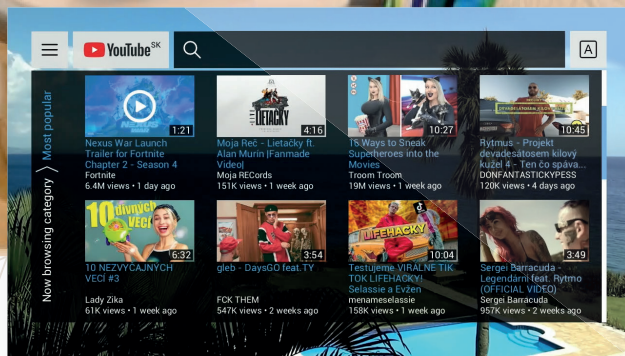 YouTube SK
A
Now browsing category 〉 Most popular
NEXUS WAR
1:21
Nexus War Launch
Trailer for Fortnite
Chapter 2 - Season 4
Fortnite
6.4M views • 1 day ago
LIETAČKY
4:16
Moja Reč - Lietačky ft.
Alan Murin |Fanmade
Video|
Moja RECords
151K views • 1 week ago
10:27
16 Ways to Sneak
Superheroes into the
Movies
Troom Troom
19M views • 1 week ago
10:45
Rytmus - Projekt
devadesátosem kilový
kužel 4 - Ten čo spáva...
DONFANTASTICKYPESS
120K views • 4 days ago
10 divnych
VECÍ
6:32
10 NEZVYČAJNÝCH
VECÍ #3
Lady Zika
61K views • 1 week ago
3:54
gleb - DaysGO feat. TY
FCK THEM
547K views • 2 weeks ago
LIFEHACKY
10:04
Testujeme VIRÁLNE TIK
TOK LIFEHACKY!
Selassie a Evžen
menameselassie
158K views • 1 week ago
3:49
Sergei Barracuda -
Legendární feat. Rytmo
(OFFICIAL VIDEO)
Sergei Barracuda
957K views • 2 weeks ago